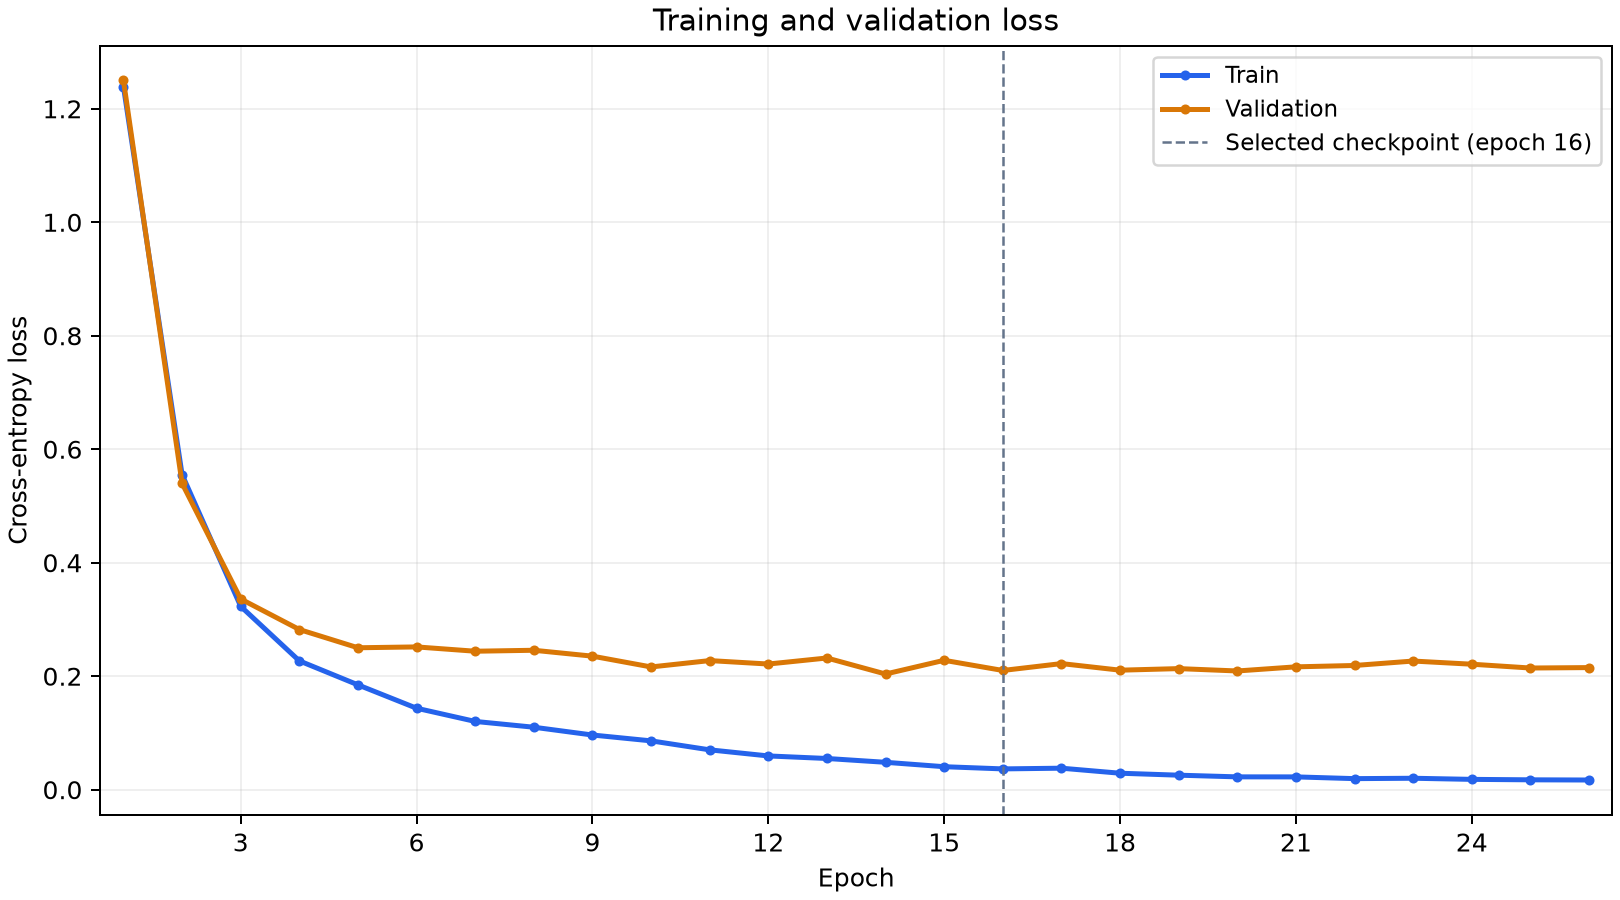 Training and validation loss
Train
Validation
Selected checkpoint (epoch 16)
Cross-entropy loss
1.2
1.0
0.8
0.6
0.4
0.2
0.0
3 6 9 12 15 18 21 24
Epoch